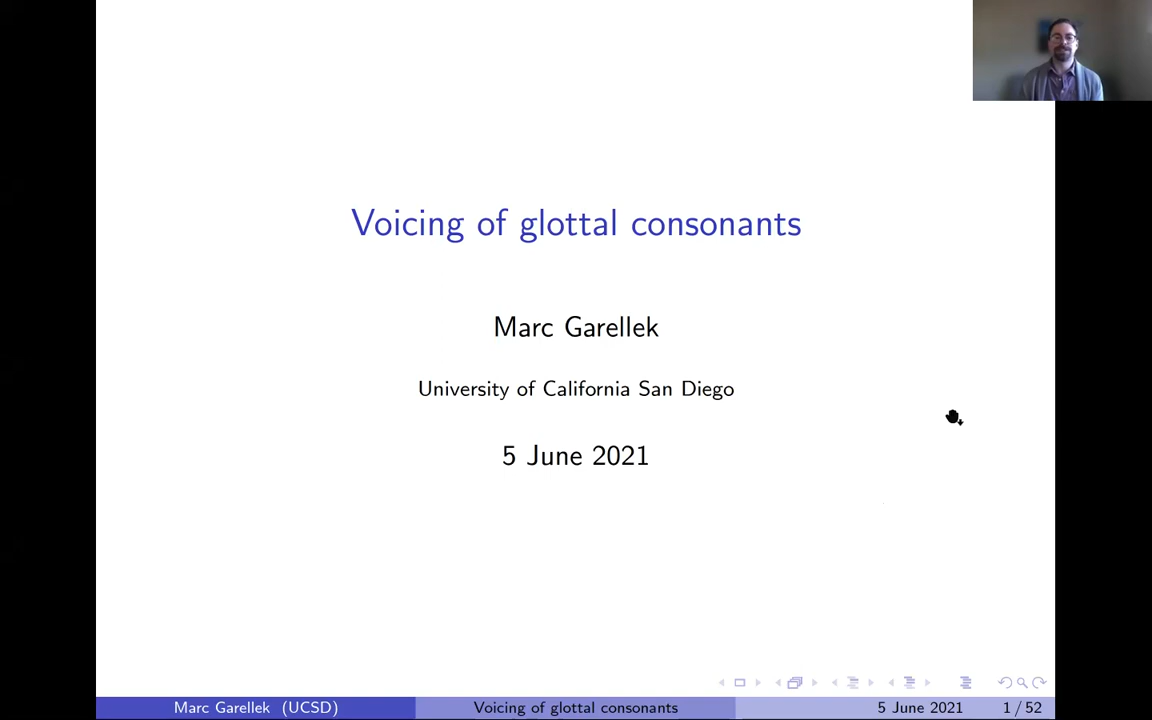 Voicing of glottal consonants
Marc Garellek
University of California San Diego
5 June 2021
Marc Garellek (UCSD)
Voicing of glottal consonants
5 June 2021
1 / 52